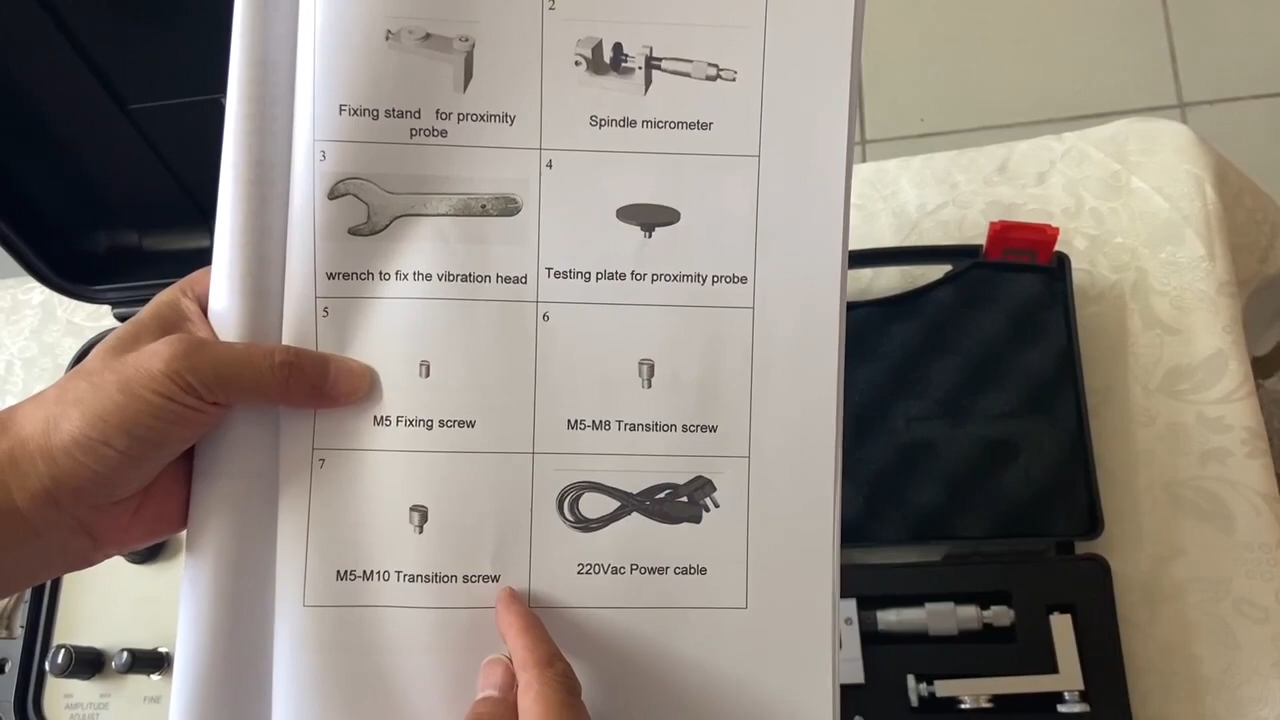 2
Fixing stand for proximity
probe
Spindle micrometer
3
4
wrench to fix the vibration head
Testing plate for proximity probe
5
6
M5 Fixing screw
M5-M8 Transition screw
7
M5-M10 Transition screw
220Vac Power cable
AMPLITUDE
ADJUST
FINE